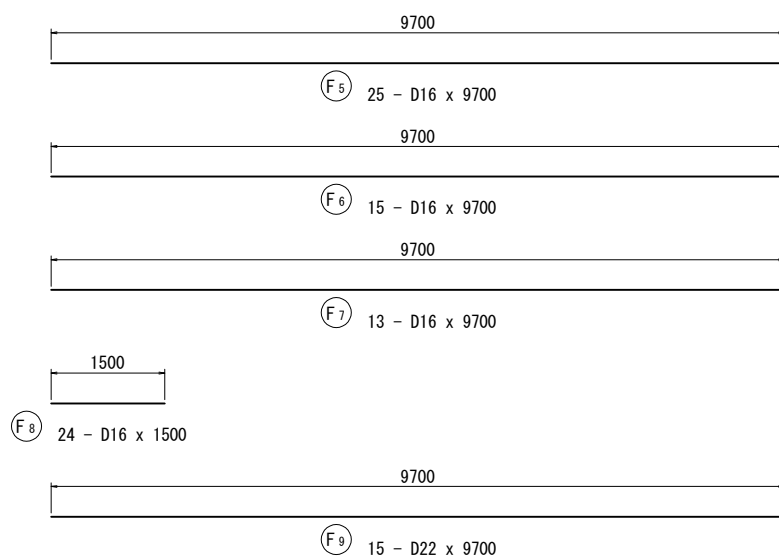 9700
F5 25 - D16 x 9700
9700
F6 15 - D16 x 9700
9700
F7 13 - D16 x 9700
1500
F8 24 - D16 x 1500
9700
F9 15 - D22 x 9700